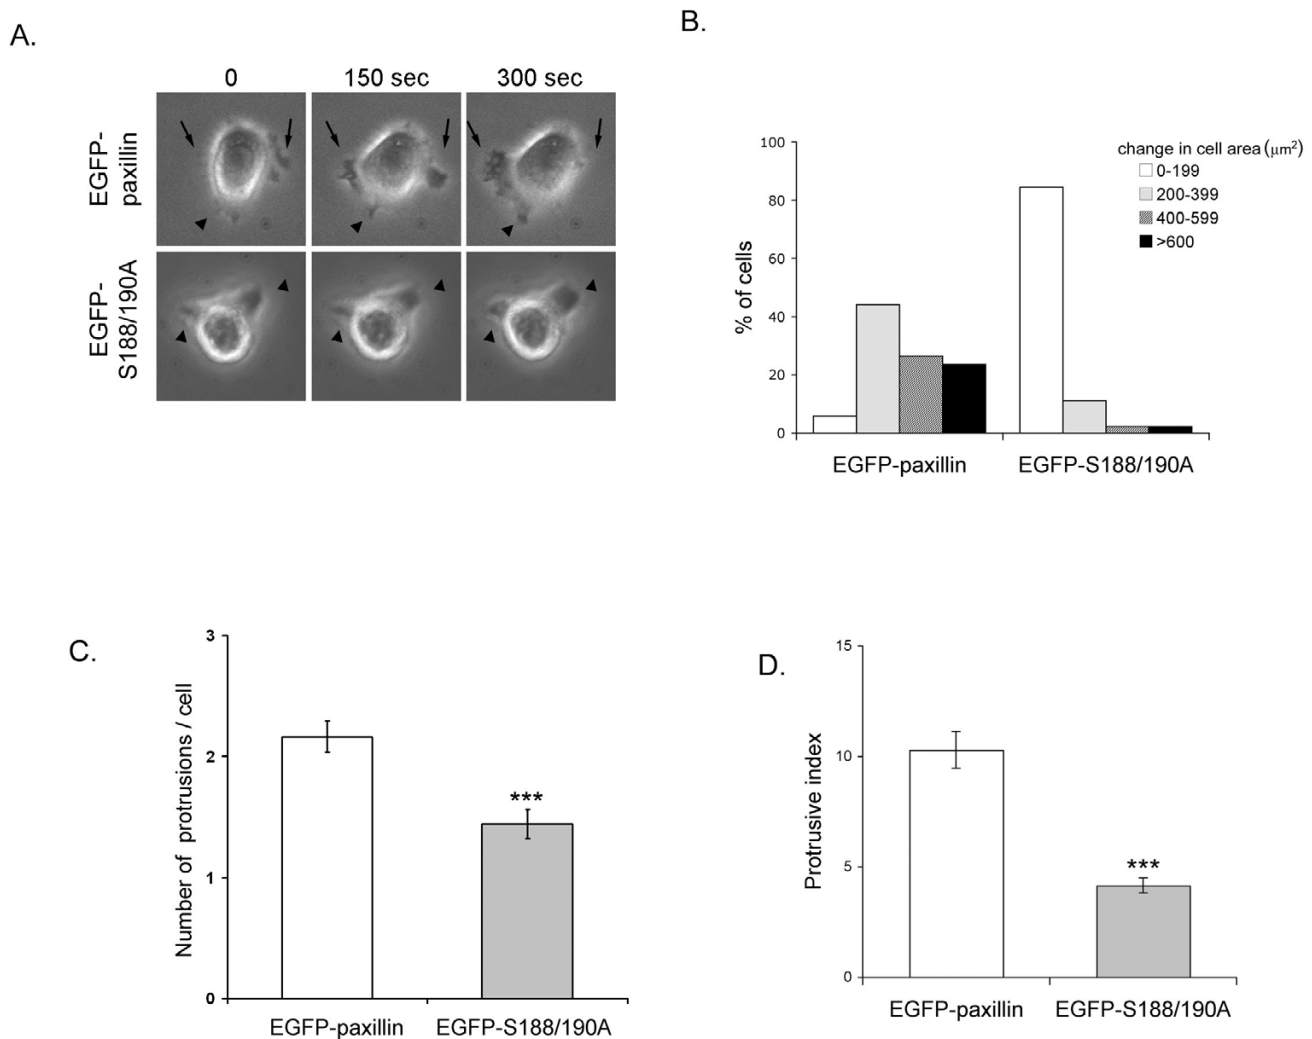 A.
0 150 sec 300 sec
EGFP-
paxillin
EGFP-
S188/190A
B.
% of cells
100
80
60
40
20
0
EGFP-paxillin EGFP-S188/190A
change in cell area (μm²)
0-199
200-399
400-599
>600
C.
Number of protrusions / cell
3
2
1
0
***
EGFP-paxillin EGFP-S188/190A
D.
Protrusive index
15
10
5
0
***
EGFP-paxillin EGFP-S188/190A